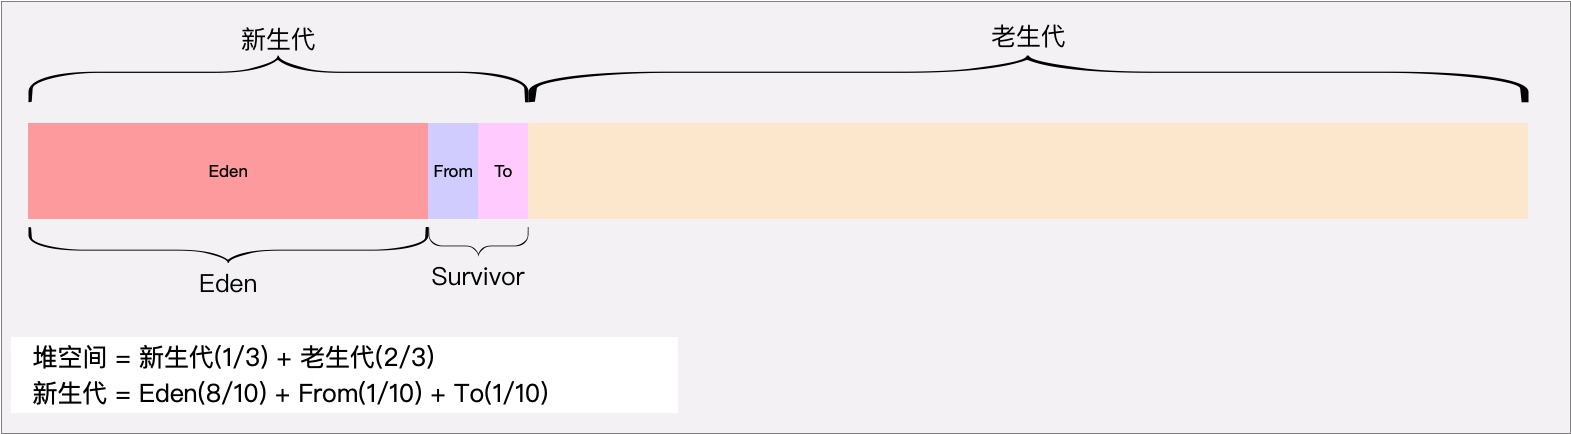 新生代
老生代
Eden
From
To
Eden
Survivor
堆空间 = 新生代(1/3) + 老生代(2/3)
新生代 = Eden(8/10) + From(1/10) + To(1/10)